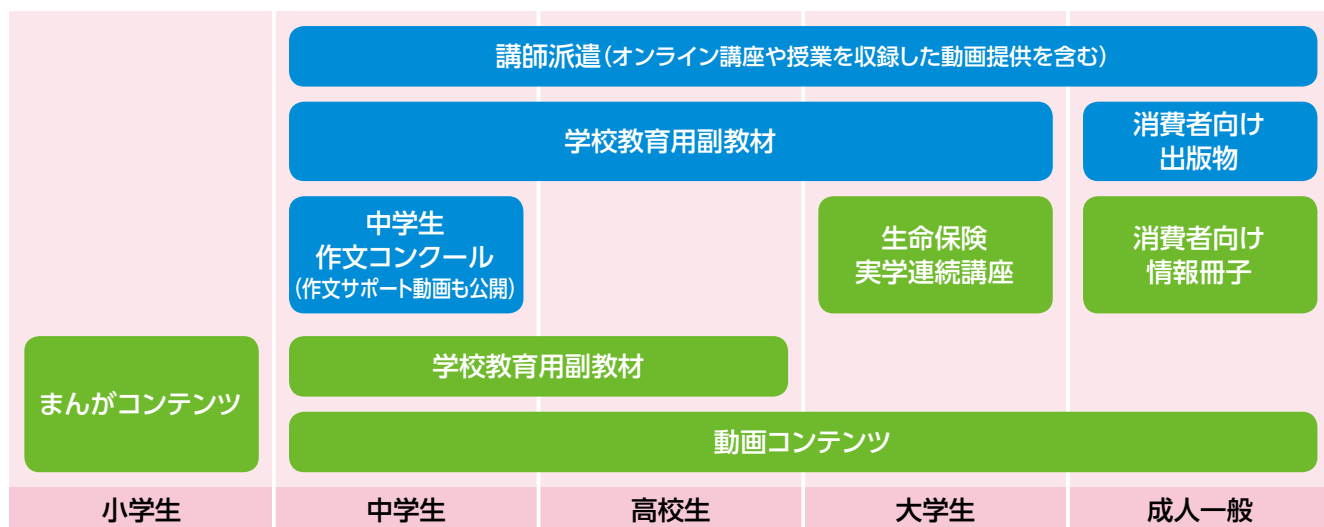 講師派遣(オンライン講座や授業を収録した動画提供を含む)
学校教育用副教材
消費者向け
出版物
中学生
作文コンクール
(作文サポート動画も公開)
生命保険
実学連続講座
消費者向け
情報冊子
まんがコンテンツ
学校教育用副教材
動画コンテンツ
小学生
中学生
高校生
大学生
成人一般